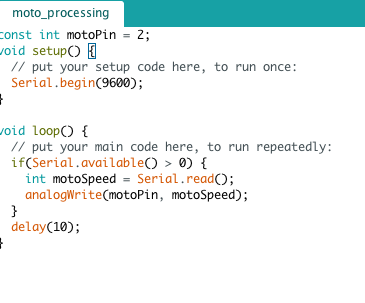 moto_processing
const int motoPin = 2;
void setup() {
  // put your setup code here, to run once:
  Serial.begin(9600);
}
void loop() {
  // put your main code here, to run repeatedly:
  if(Serial.available() > 0) {
    int motoSpeed = Serial.read();
    analogWrite(motoPin, motoSpeed);
  }
  delay(10);
}